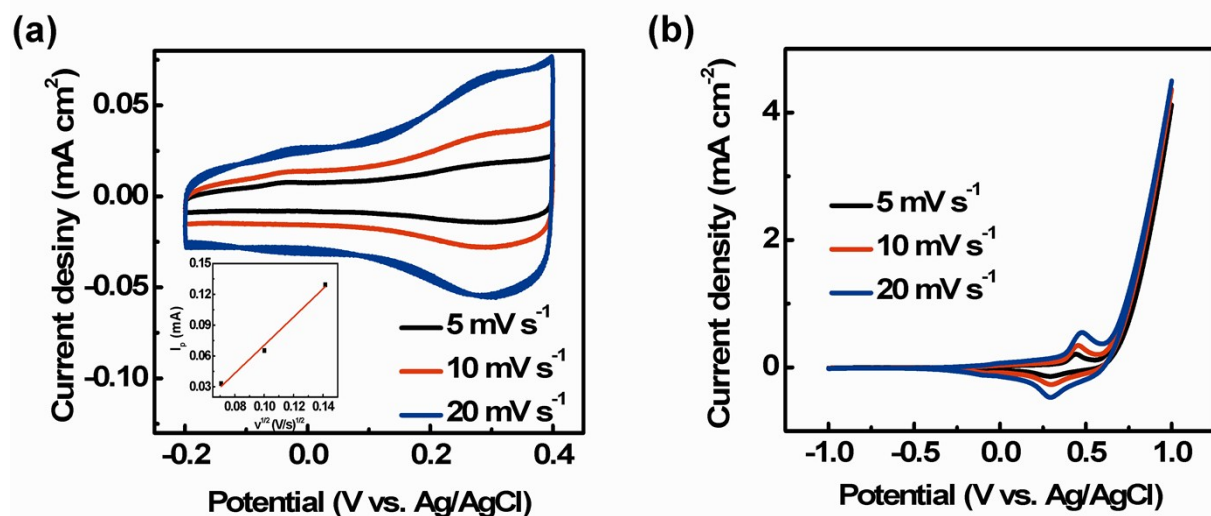 (a)
Current desiny (mA cm⁻²)
0.05
0.00
-0.05
-0.10
I_p (mA)
0.15
0.12
0.09
0.06
0.03
0.08 0.10 0.12 0.14
v^1/2 (V/s)^1/2
5 mV s⁻¹
10 mV s⁻¹
20 mV s⁻¹
-0.2 0.0 0.2 0.4
Potential (V vs. Ag/AgCl)
(b)
Current density (mA cm⁻²)
4
2
0
5 mV s⁻¹
10 mV s⁻¹
20 mV s⁻¹
-1.0 -0.5 0.0 0.5 1.0
Potential (V vs. Ag/AgCl)